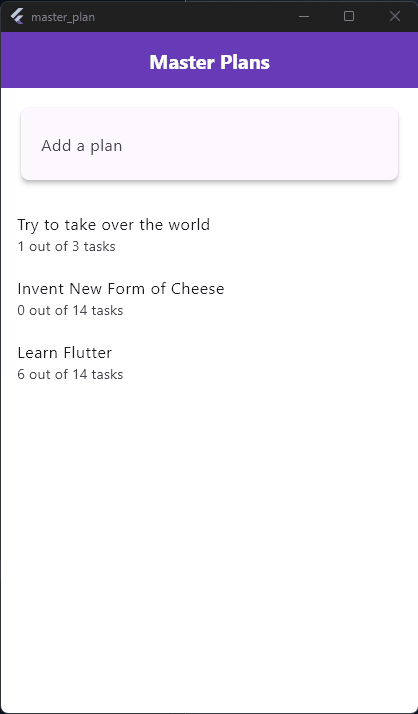 master_plan
Master Plans
Add a plan
Try to take over the world
1 out of 3 tasks
Invent New Form of Cheese
0 out of 14 tasks
Learn Flutter
6 out of 14 tasks